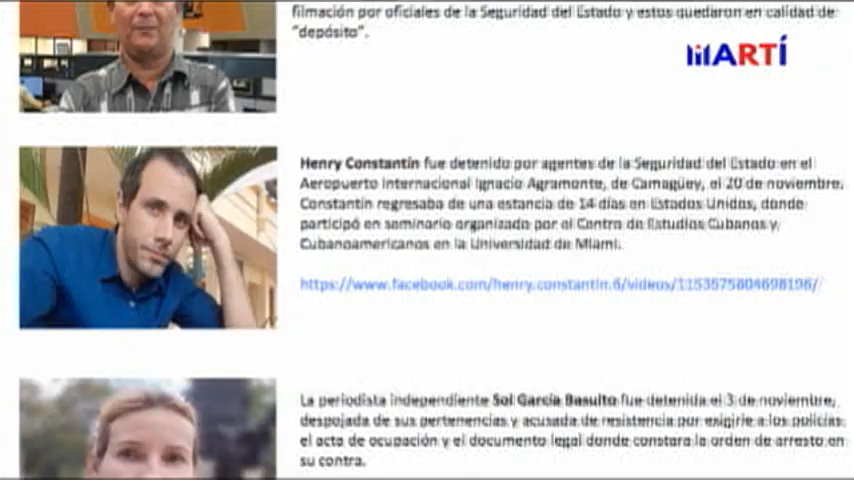 filmación por oficiales de la Seguridad del Estado y estos quedaron en calidad de
"depósito".
MARTÍ
Henry Constantín fue detenido por agentes de la Seguridad del Estado en el
Aeropuerto Internacional Ignacio Agramonte, de Camagüey, el 20 de noviembre.
Constantín regresaba de una estancia de 14 días en Estados Unidos, donde
participó en seminario organizado por el Centro de Estudios Cubanos y
Cubanoamericanos en la Universidad de Miami.
https://www.facebook.com/henry.constantin.6/videos/
La periodista independiente Sol García Basulto fue detenida el 3 de noviembre,
despojada de sus pertenencias y acusada de resistencia por exigirle a los policías
el acta de ocupación y el documento legal donde constara la orden de arresto en
su contra.